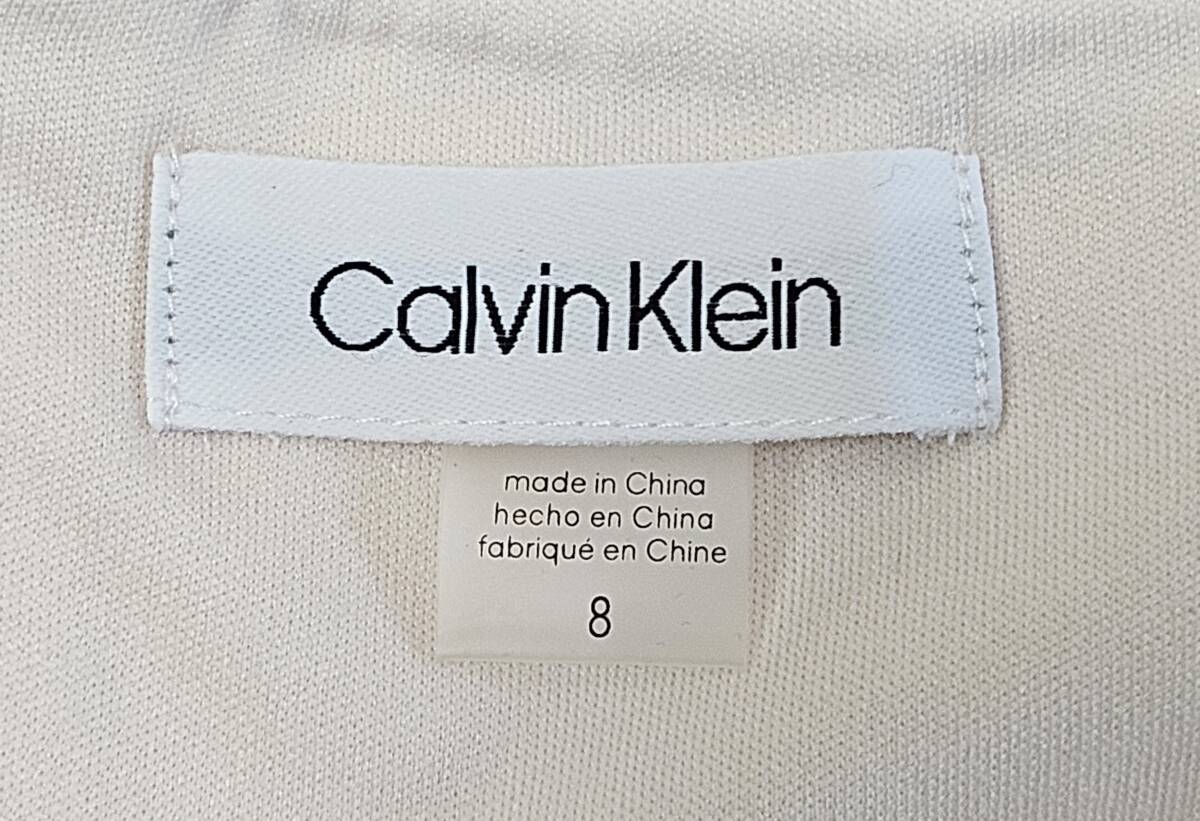 Calvin Klein
made in China
hecho en China
fabriqué en Chine
8